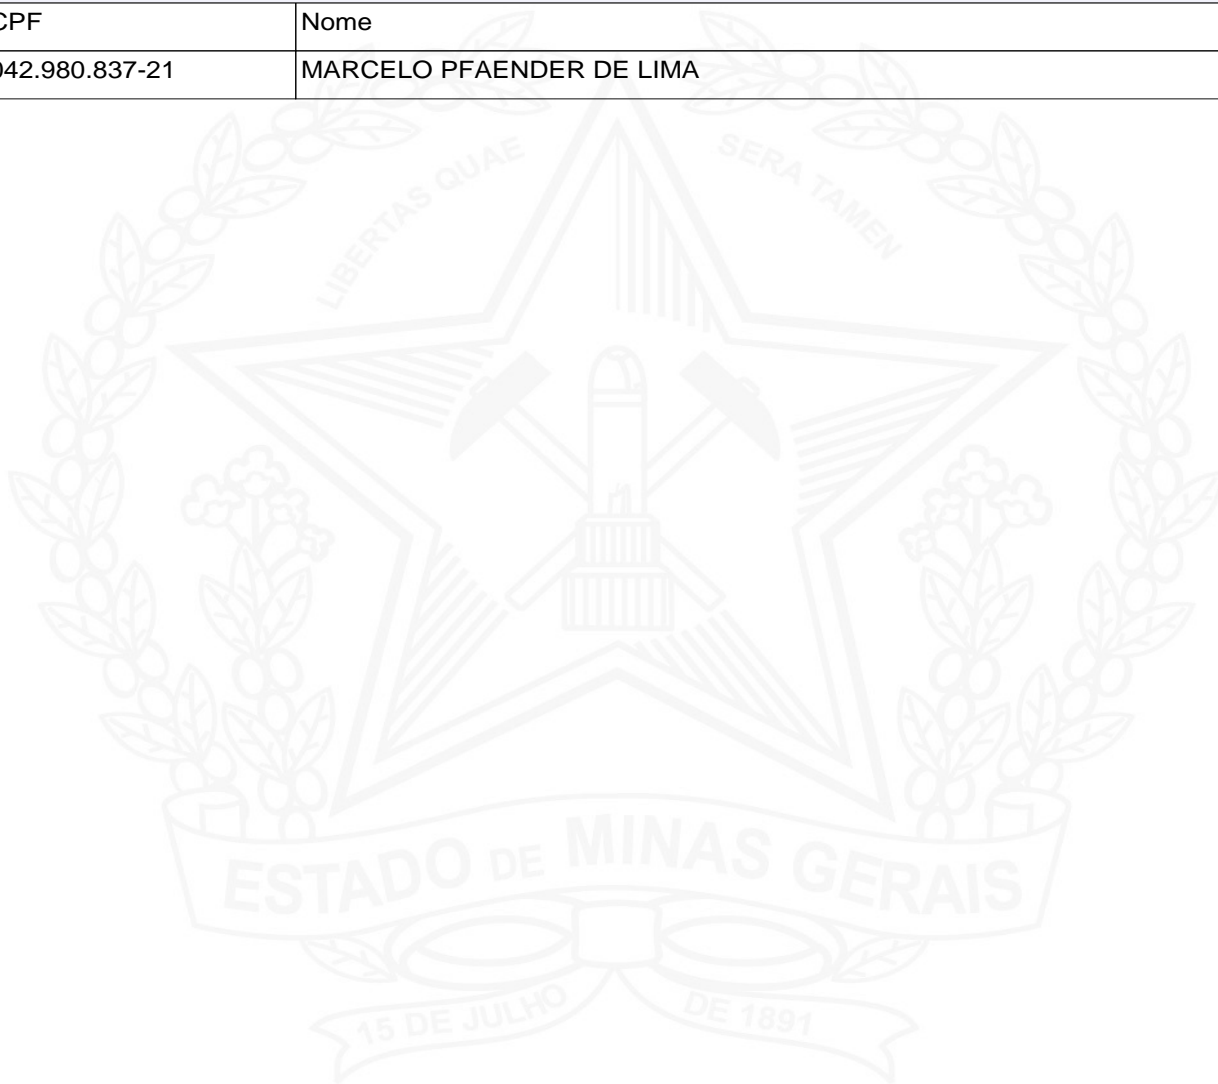 CPF Nome
042.980.837-21 MARCELO PFAENDER DE LIMA
LIBERTAS QUAE SERA TAMEN
ESTADO DE MINAS GERAIS
15 DE JULHO DE 1891